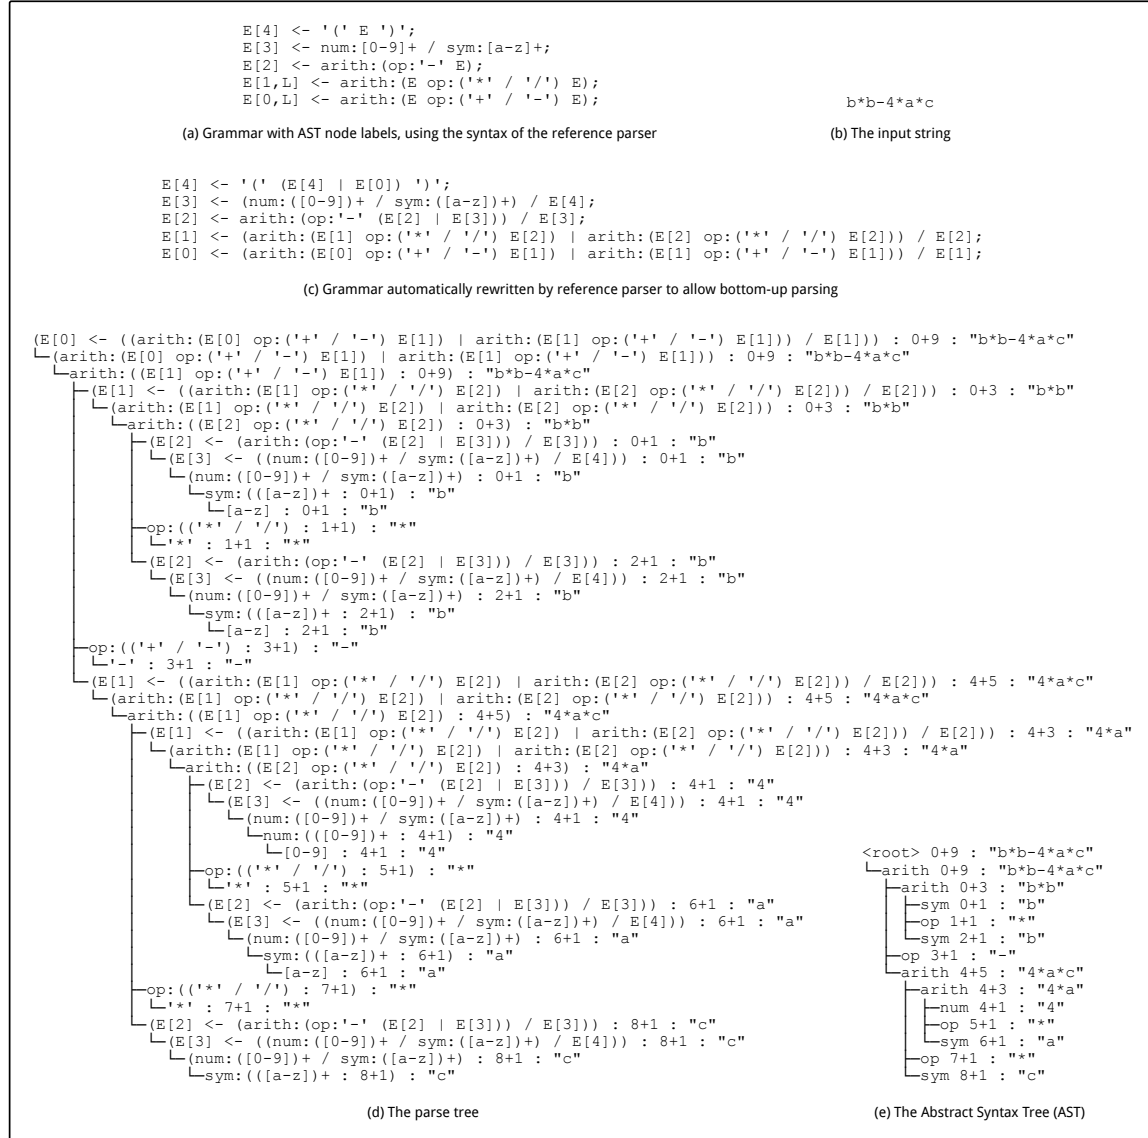 E[4] <- '(' E ')';
E[3] <- num:[0-9]+ / sym:[a-z]+;
E[2] <- arith:(op:'-' E);
E[1,L] <- arith:(E op:('*' / '/') E);
E[0,L] <- arith:(E op:('+' / '-') E);
(a) Grammar with AST node labels, using the syntax of the reference parser
b*b-4*a*c
(b) The input string
E[4] <- '(' (E[4] | E[0]) ')';
E[3] <- (num:([0-9])+ / sym:([a-z])+) / E[4];
E[2] <- arith:(op:'-' (E[2] | E[3])) / E[3];
E[1] <- (arith:(E[1] op:('*' / '/') E[2]) | arith:(E[2] op:('*' / '/') E[2])) / E[2];
E[0] <- (arith:(E[0] op:('+' / '-') E[1]) | arith:(E[1] op:('+' / '-') E[1])) / E[1];
(c) Grammar automatically rewritten by reference parser to allow bottom-up parsing
(E[0] <- ((arith:(E[0] op:('+' / '-') E[1]) | arith:(E[1] op:('+' / '-') E[1])) / E[1])) : 0+9 : "b*b-4*a*c"
(arith:(E[0] op:('+' / '-') E[1]) | arith:(E[1] op:('+' / '-') E[1])) : 0+9 : "b*b-4*a*c"
arith:((E[1] op:('+' / '-') E[1]) : 0+9) : "b*b-4*a*c"
(E[1] <- ((arith:(E[1] op:('*' / '/') E[2]) | arith:(E[2] op:('*' / '/') E[2])) / E[2])) : 0+3 : "b*b"
(arith:(E[1] op:('*' / '/') E[2]) | arith:(E[2] op:('*' / '/') E[2])) : 0+3 : "b*b"
arith:((E[2] op:('*' / '/') E[2]) : 0+3) : "b*b"
(E[2] <- (arith:(op:'-' (E[2] | E[3])) / E[3])) : 0+1 : "b"
(E[3] <- ((num:([0-9])+ / sym:([a-z])+) / E[4])) : 0+1 : "b"
(num:([0-9])+ / sym:([a-z])+) : 0+1 : "b"
sym:(([a-z])+ : 0+1) : "b"
[a-z] : 0+1 : "b"
op:(('*' / '/') : 1+1) : "*"
'*' : 1+1 : "*"
(E[2] <- (arith:(op:'-' (E[2] | E[3])) / E[3])) : 2+1 : "b"
(E[3] <- ((num:([0-9])+ / sym:([a-z])+) / E[4])) : 2+1 : "b"
(num:([0-9])+ / sym:([a-z])+) : 2+1 : "b"
sym:(([a-z])+ : 2+1) : "b"
[a-z] : 2+1 : "b"
op:(('+' / '-') : 3+1) : "-"
'-' : 3+1 : "-"
(E[1] <- ((arith:(E[1] op:('*' / '/') E[2]) | arith:(E[2] op:('*' / '/') E[2])) / E[2])) : 4+5 : "4*a*c"
(arith:(E[1] op:('*' / '/') E[2]) | arith:(E[2] op:('*' / '/') E[2])) : 4+5 : "4*a*c"
arith:((E[1] op:('*' / '/') E[2]) : 4+5) : "4*a*c"
(E[1] <- ((arith:(E[1] op:('*' / '/') E[2]) | arith:(E[2] op:('*' / '/') E[2])) / E[2])) : 4+3 : "4*a"
(arith:(E[1] op:('*' / '/') E[2]) | arith:(E[2] op:('*' / '/') E[2])) : 4+3 : "4*a"
arith:((E[2] op:('*' / '/') E[2]) : 4+3) : "4*a"
(E[2] <- (arith:(op:'-' (E[2] | E[3])) / E[3])) : 4+1 : "4"
(E[3] <- ((num:([0-9])+ / sym:([a-z])+) / E[4])) : 4+1 : "4"
(num:([0-9])+ / sym:([a-z])+) : 4+1 : "4"
num:(([0-9])+ : 4+1) : "4"
[0-9] : 4+1 : "4"
op:(('*' / '/') : 5+1) : "*"
'*' : 5+1 : "*"
(E[2] <- (arith:(op:'-' (E[2] | E[3])) / E[3])) : 6+1 : "a"
(E[3] <- ((num:([0-9])+ / sym:([a-z])+) / E[4])) : 6+1 : "a"
(num:([0-9])+ / sym:([a-z])+) : 6+1 : "a"
sym:(([a-z])+ : 6+1) : "a"
[a-z] : 6+1 : "a"
op:(('*' / '/') : 7+1) : "*"
'*' : 7+1 : "*"
(E[2] <- (arith:(op:'-' (E[2] | E[3])) / E[3])) : 8+1 : "c"
(E[3] <- ((num:([0-9])+ / sym:([a-z])+) / E[4])) : 8+1 : "c"
(num:([0-9])+ / sym:([a-z])+) : 8+1 : "c"
sym:(([a-z])+ : 8+1) : "c"
(d) The parse tree
<root> 0+9 : "b*b-4*a*c"
arith 0+9 : "b*b-4*a*c"
arith 0+3 : "b*b"
sym 0+1 : "b"
op 1+1 : "*"
sym 2+1 : "b"
op 3+1 : "-"
arith 4+5 : "4*a*c"
arith 4+3 : "4*a"
num 4+1 : "4"
op 5+1 : "*"
sym 6+1 : "a"
op 7+1 : "*"
sym 8+1 : "c"
(e) The Abstract Syntax Tree (AST)